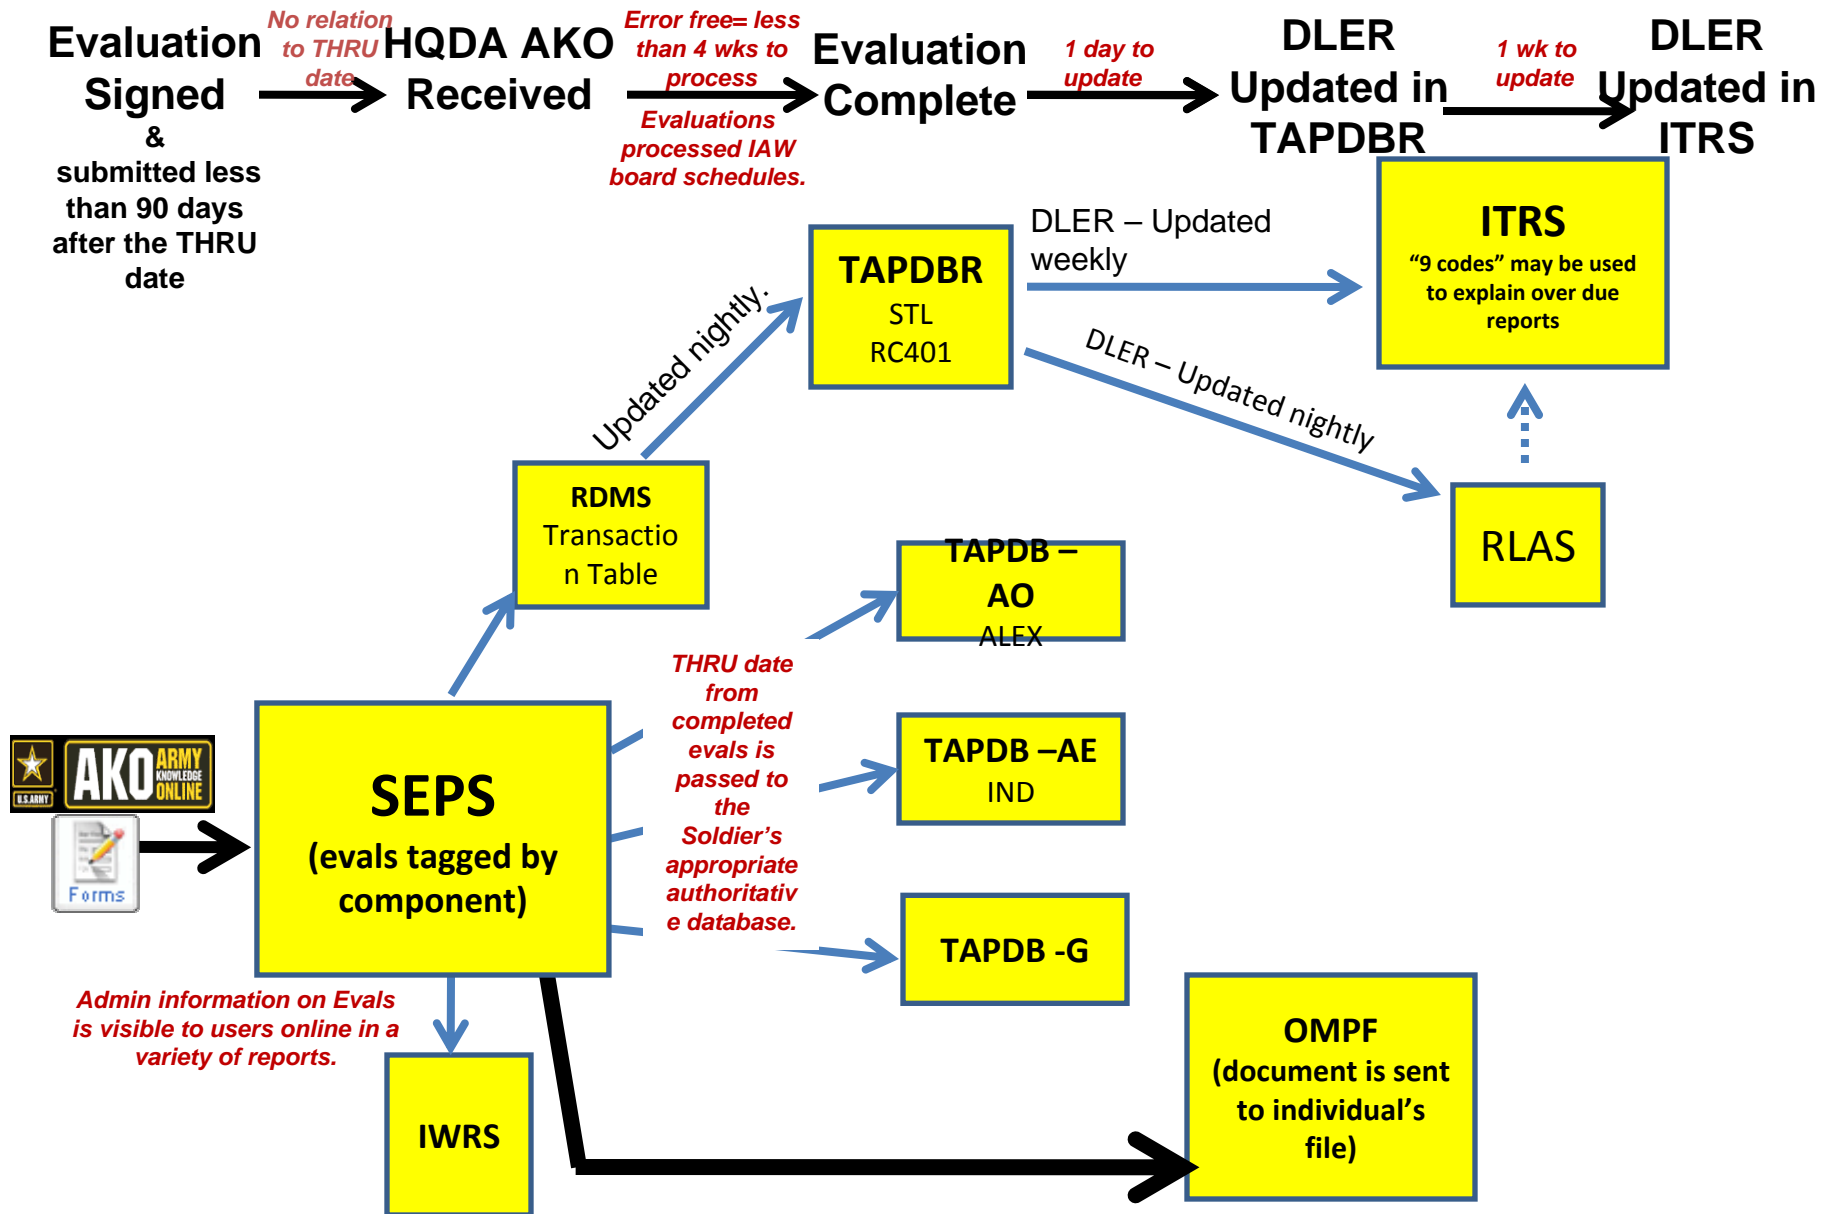 Evaluation
Signed
&
submitted less
than 90 days
after the THRU
date
No relation
to THRU
date
HQDA AKO
Received
Error free= less
than 4 wks to
process
Evaluations
processed IAW
board schedules.
Evaluation
Complete
1 day to
update
DLER
Updated in
TAPDBR
1 wk to
update
DLER
Updated in
ITRS
ITRS
“9 codes” may be used
to explain over due
reports
DLER – Updated
weekly
TAPDBR
STL
RC401
Updated nightly.
DLER – Updated nightly
RDMS
Transactio
n Table
RLAS
TAPDB –
AO
ALEX
THRU date
from
completed
evals is
passed to
the
Soldier’s
appropriate
authoritativ
e database.
TAPDB –AE
IND
TAPDB -G
U.S.ARMY
AKO
ARMY
KNOWLEDGE
ONLINE
Forms
SEPS
(evals tagged by
component)
Admin information on Evals
is visible to users online in a
variety of reports.
IWRS
OMPF
(document is sent
to individual’s
file)